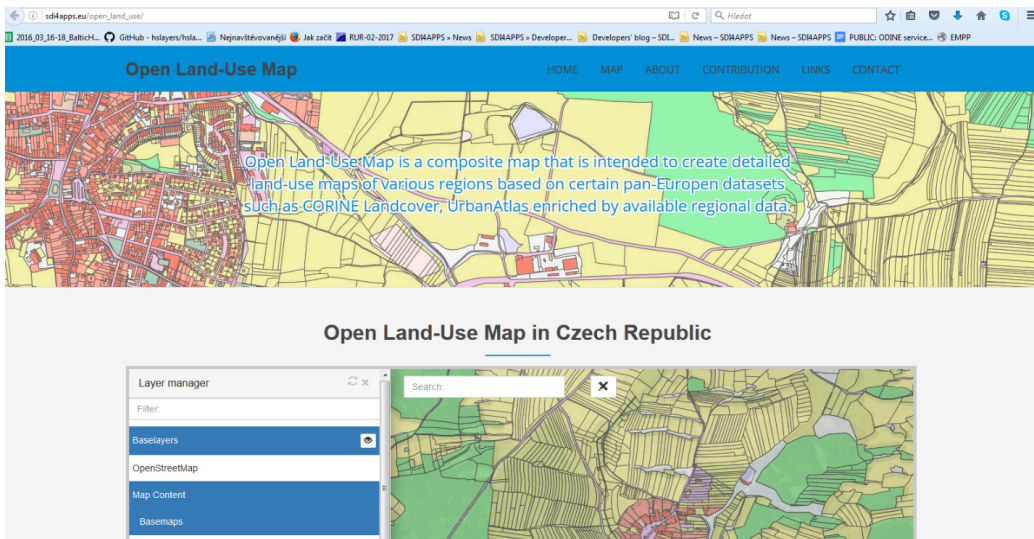 sdi4apps.eu/open_land_use/
Hledat
2016_03_16-18_BalticH... GitHub - hslayers/hsla... Nejnavštěvovanější Jak začít RUR-02-2017 SDI4APPS » News SDI4APPS » Developer... Developers' blog – SDI... News – SDI4APPS News – SDI4APPS PUBLIC: ODINE service... EMPP
Open Land-Use Map HOME MAP ABOUT CONTRIBUTION LINKS CONTACT
Open Land-Use Map is a composite map that is intended to create detailed
land-use maps of various regions based on certain pan-Europen datasets
such as CORINE Landcover, UrbanAtlas enriched by available regional data.
Open Land-Use Map in Czech Republic
Layer manager
Search:
Filter:
Baselayers
OpenStreetMap
Map Content
Basemaps